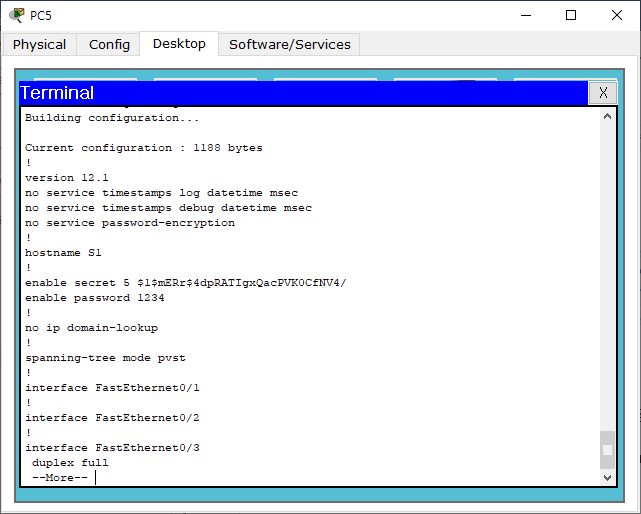 PC5
Physical Config Desktop Software/Services
Terminal X
Building configuration...
Current configuration : 1188 bytes
!
version 12.1
no service timestamps log datetime msec
no service timestamps debug datetime msec
no service password-encryption
!
hostname S1
!
enable secret 5 $1$mERr$4dpRATIgxQacPVK0CfNV4/
enable password 1234
!
no ip domain-lookup
!
spanning-tree mode pvst
!
interface FastEthernet0/1
!
interface FastEthernet0/2
!
interface FastEthernet0/3
duplex full
--More--